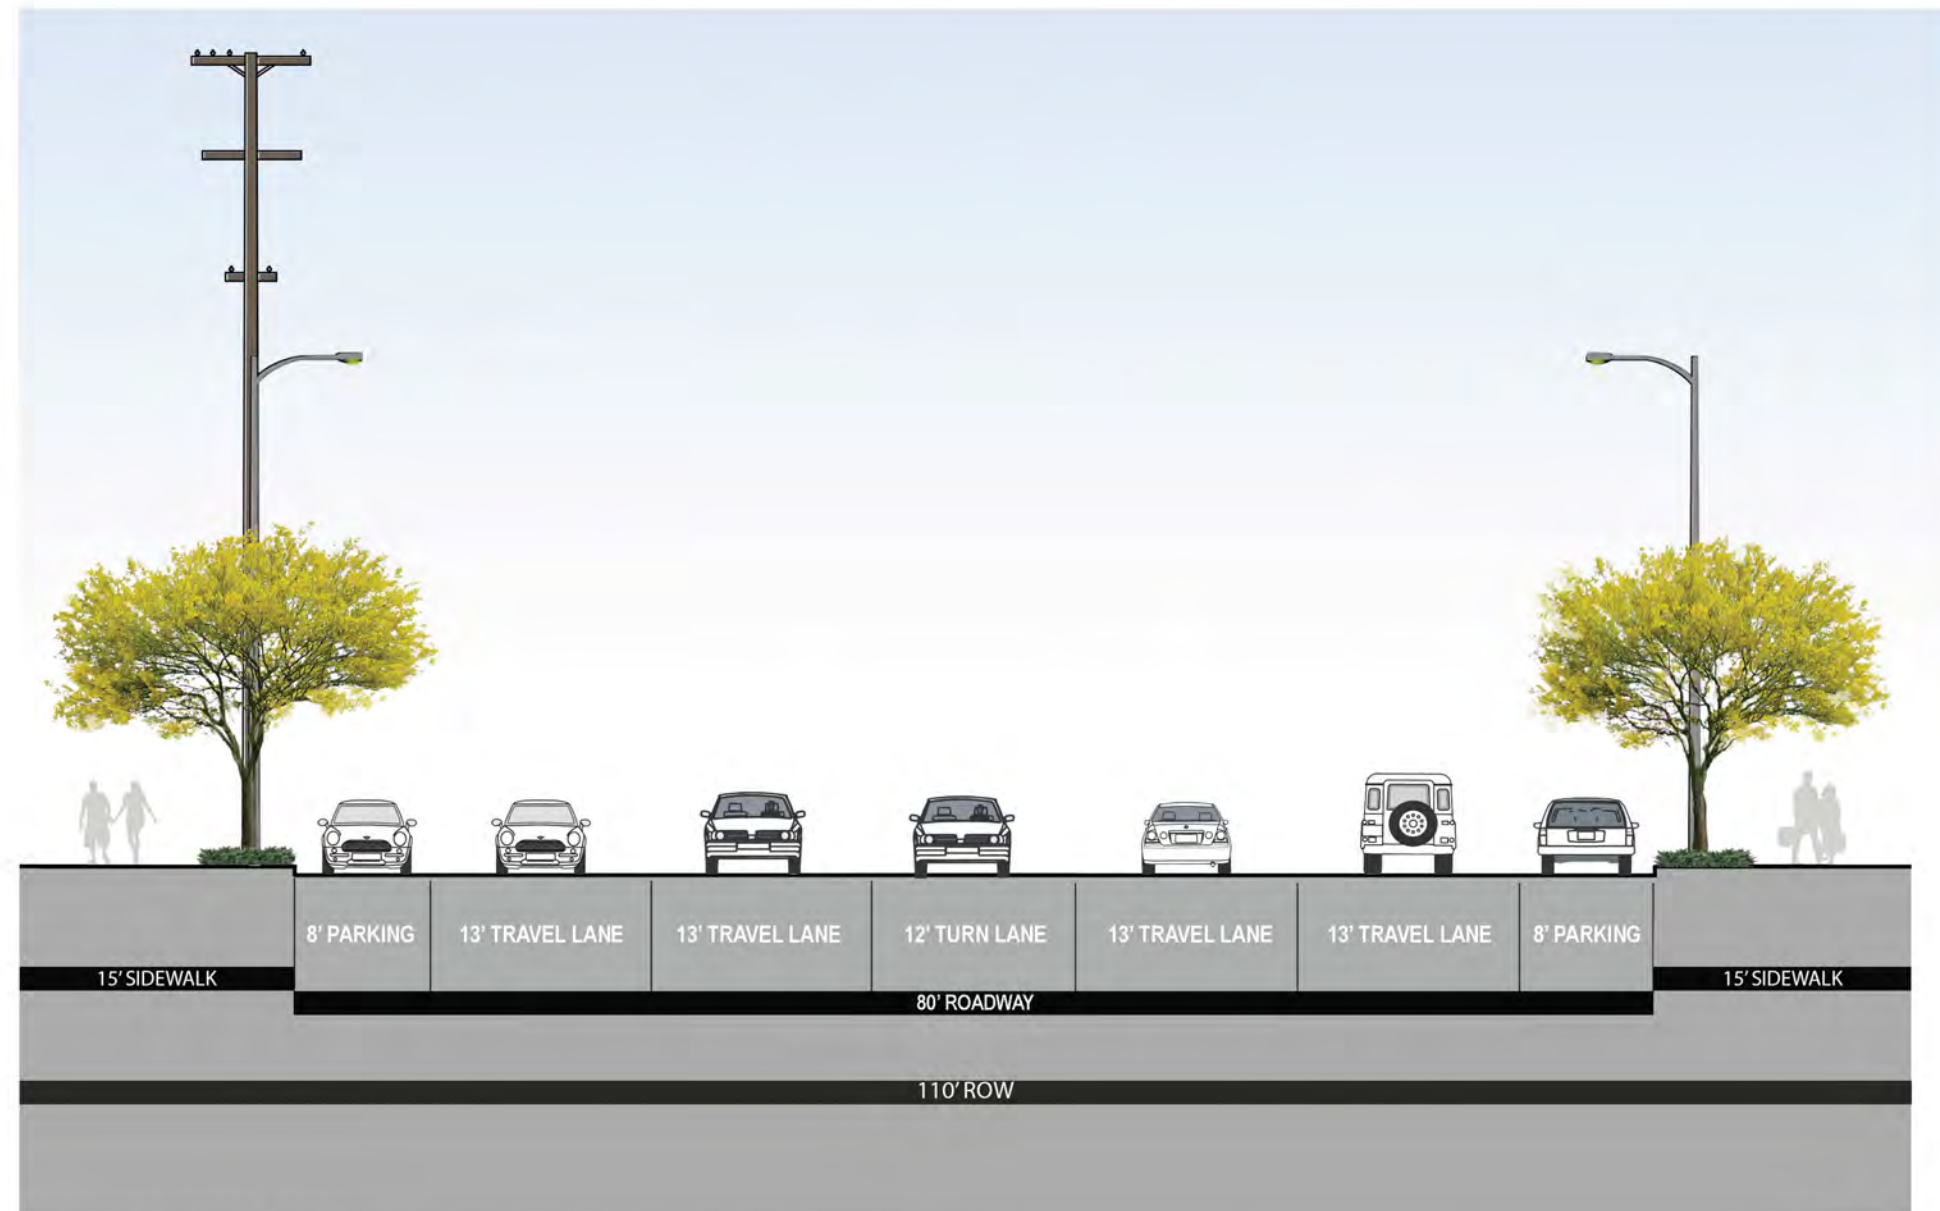 8' PARKING
13' TRAVEL LANE
13' TRAVEL LANE
12' TURN LANE
13' TRAVEL LANE
13' TRAVEL LANE
8' PARKING
15' SIDEWALK
15' SIDEWALK
80' ROADWAY
110' ROW